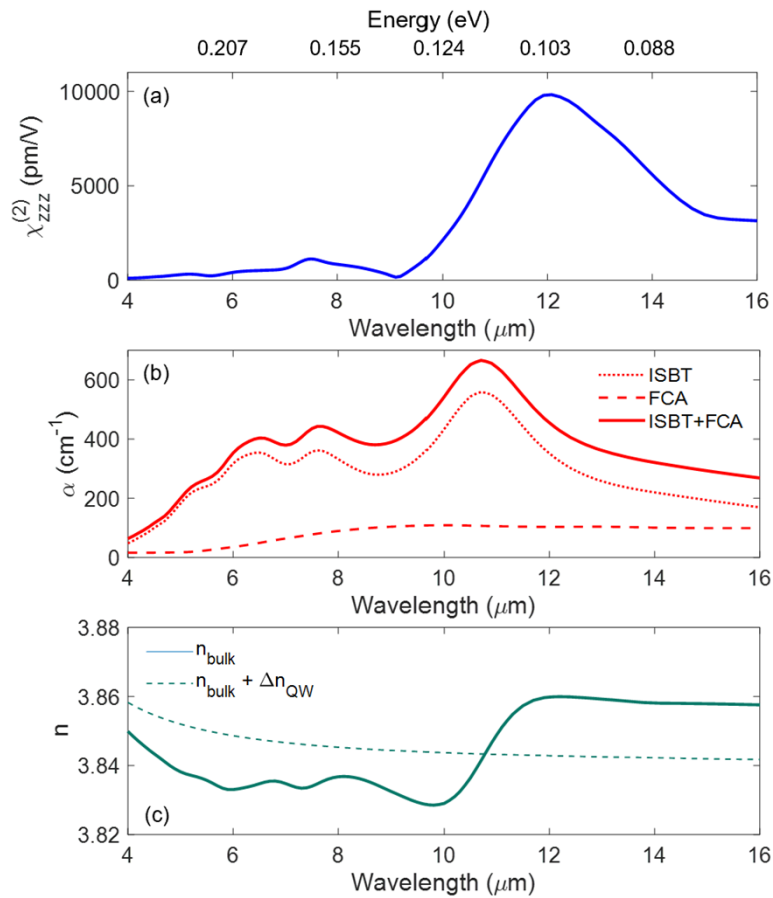 Energy (eV)
0.207 0.155 0.124 0.103 0.088
(a)
10000
5000
0
χzzz(2) (pm/V)
4 6 8 10 12 14 16
Wavelength (μm)
(b)
600
400
200
0
α (cm-1)
ISBT
FCA
ISBT+FCA
4 6 8 10 12 14 16
Wavelength (μm)
3.88
3.86
3.84
3.82
n
nbulk
nbulk + ΔnQW
(c)
4 6 8 10 12 14 16
Wavelength (μm)